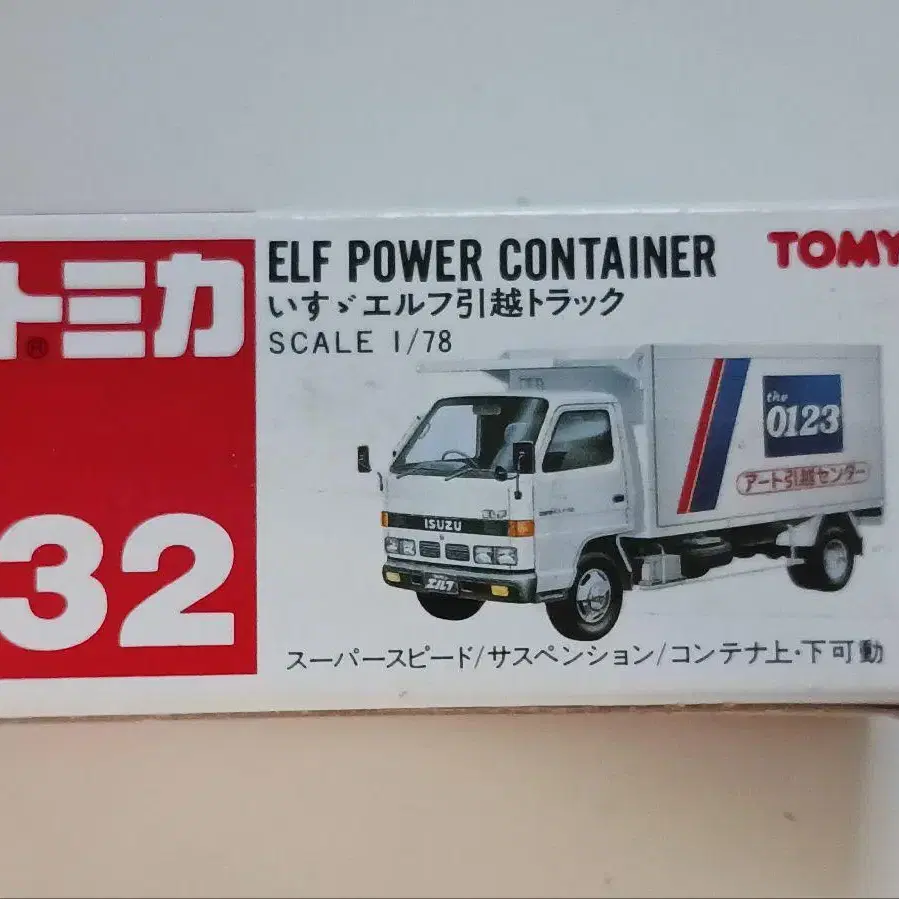 トミカ
32
ELF POWER CONTAINER
TOMY
いすゞエルフ引越トラック
SCALE 1/78
the
0123
アート引越センター
ISUZU
エルフ
スーパースピード/サスペンション/コンテナ上・下可動